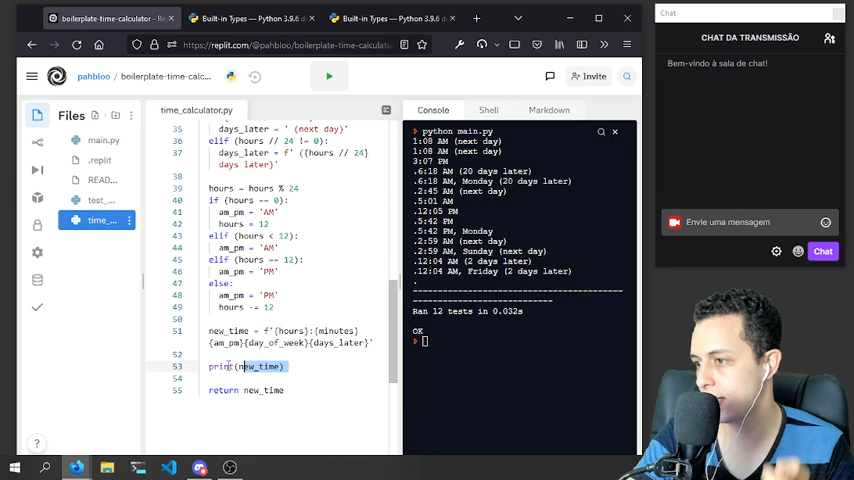 boilerplate-time-calculator - Re
Built-in Types — Python 3.9.6 d
Built-in Types — Python 3.9.6 do
https://replit.com/@pahbloo/boilerplate-time-calculato
pahbloo / boilerplate-time-calc...
Invite
Files
main.py
.replit
READ...
test_...
time_...
time_calculator.py
35 days_later = ' (next day)'
36 elif (hours // 24 != 0):
37 days_later = f' ({hours // 24}
days later)'
38
39 hours = hours % 24
40 if (hours == 0):
41 am_pm = 'AM'
42 hours = 12
43 elif (hours < 12):
44 am_pm = 'AM'
45 elif (hours == 12):
46 am_pm = 'PM'
47 else:
48 am_pm = 'PM'
49 hours -= 12
50
51 new_time = f'{hours}:{minutes}
{am_pm}{day_of_week}{days_later}'
52
53 print(new_time)
54
55 return new_time
Console
Shell
Markdown
python main.py
1:08 AM (next day)
1:08 AM (next day)
3:07 PM
.6:18 AM (20 days later)
.6:18 AM, Monday (20 days later)
.2:45 AM (next day)
.5:01 AM
.12:05 PM
.5:42 PM
.5:42 PM, Monday
.2:59 AM (next day)
.2:59 AM, Sunday (next day)
.12:04 AM (2 days later)
.12:04 AM, Friday (2 days later)
.
----------------------------------------------------------------------
Ran 12 tests in 0.032s
OK
Chat
CHAT DA TRANSMISSÃO
Bem-vindo à sala de chat!
Envie uma mensagem
Chat